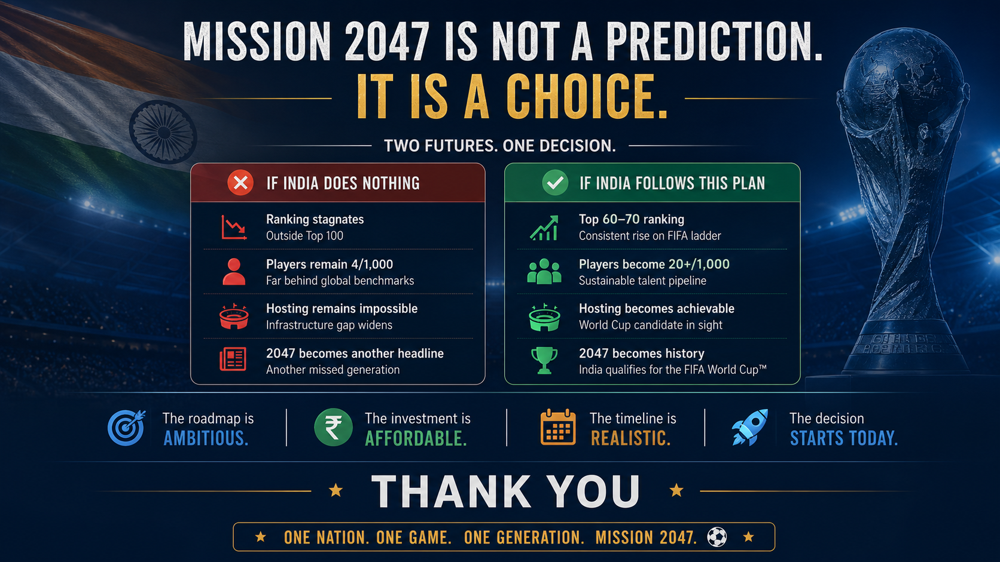 MISSION 2047 IS NOT A PREDICTION.
IT IS A CHOICE.
TWO FUTURES. ONE DECISION.
IF INDIA DOES NOTHING
Ranking stagnates
Outside Top 100
Players remain 4/1,000
Far behind global benchmarks
Hosting remains impossible
Infrastructure gap widens
2047 becomes another headline
Another missed generation
IF INDIA FOLLOWS THIS PLAN
Top 60–70 ranking
Consistent rise on FIFA ladder
Players become 20+/1,000
Sustainable talent pipeline
Hosting becomes achievable
World Cup candidate in sight
2047 becomes history
India qualifies for the FIFA World Cup™
The roadmap is
AMBITIOUS.
₹
The investment is
AFFORDABLE.
The timeline is
REALISTIC.
The decision
STARTS TODAY.
THANK YOU
ONE NATION. ONE GAME. ONE GENERATION. MISSION 2047.